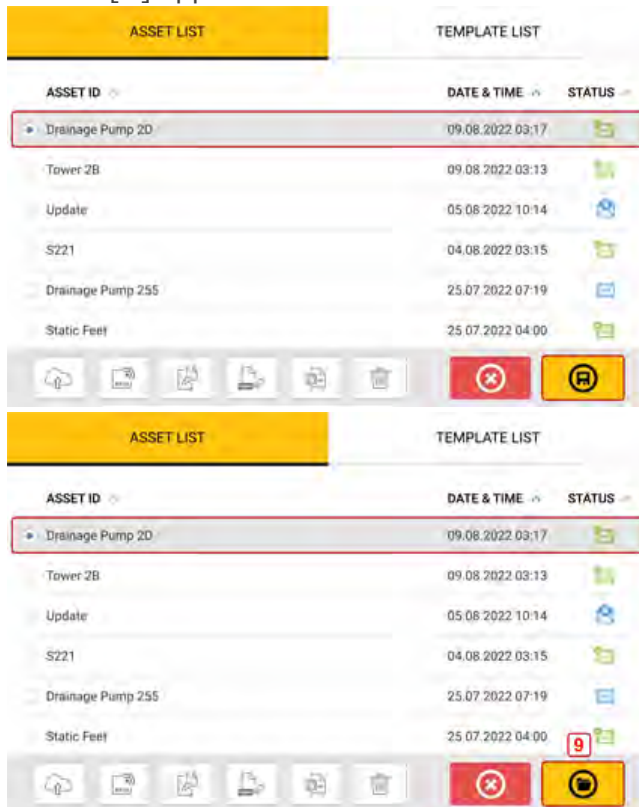 ASSET LIST TEMPLATE LIST
ASSET ID DATE & TIME STATUS
Drainage Pump 2D 09.08.2022 03:17
Tower 2B 09.08.2022 03:13
Update 05.08.2022 10:14
S221 04.08.2022 03:15
Drainage Pump 255 25.07.2022 07:19
Static Feet 25.07.2022 04:00
ASSET LIST TEMPLATE LIST
ASSET ID DATE & TIME STATUS
Drainage Pump 2D 09.08.2022 03:17
Tower 2B 09.08.2022 03:13
Update 05.08.2022 10:14
S221 04.08.2022 03:15
Drainage Pump 255 25.07.2022 07:19
Static Feet 25.07.2022 04:00
9